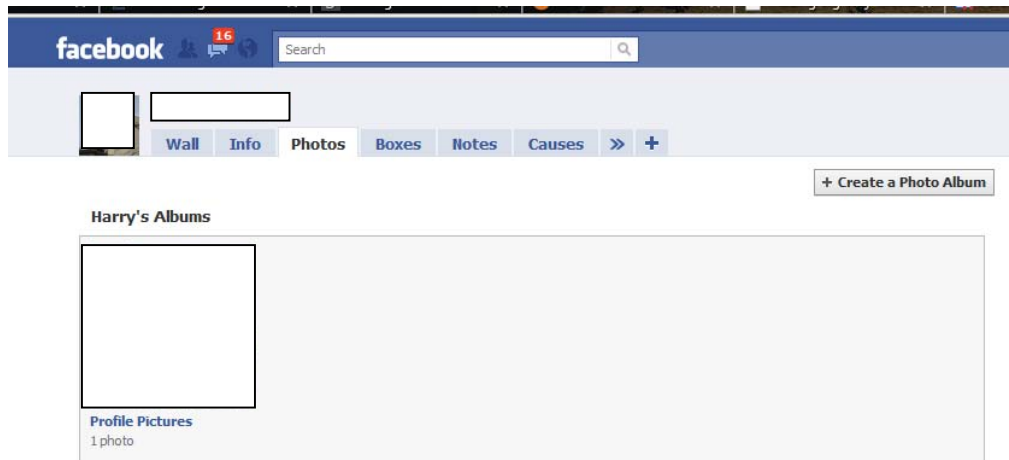 facebook 16 Search
Wall Info Photos Boxes Notes Causes » +
+ Create a Photo Album
Harry's Albums
Profile Pictures
1 photo